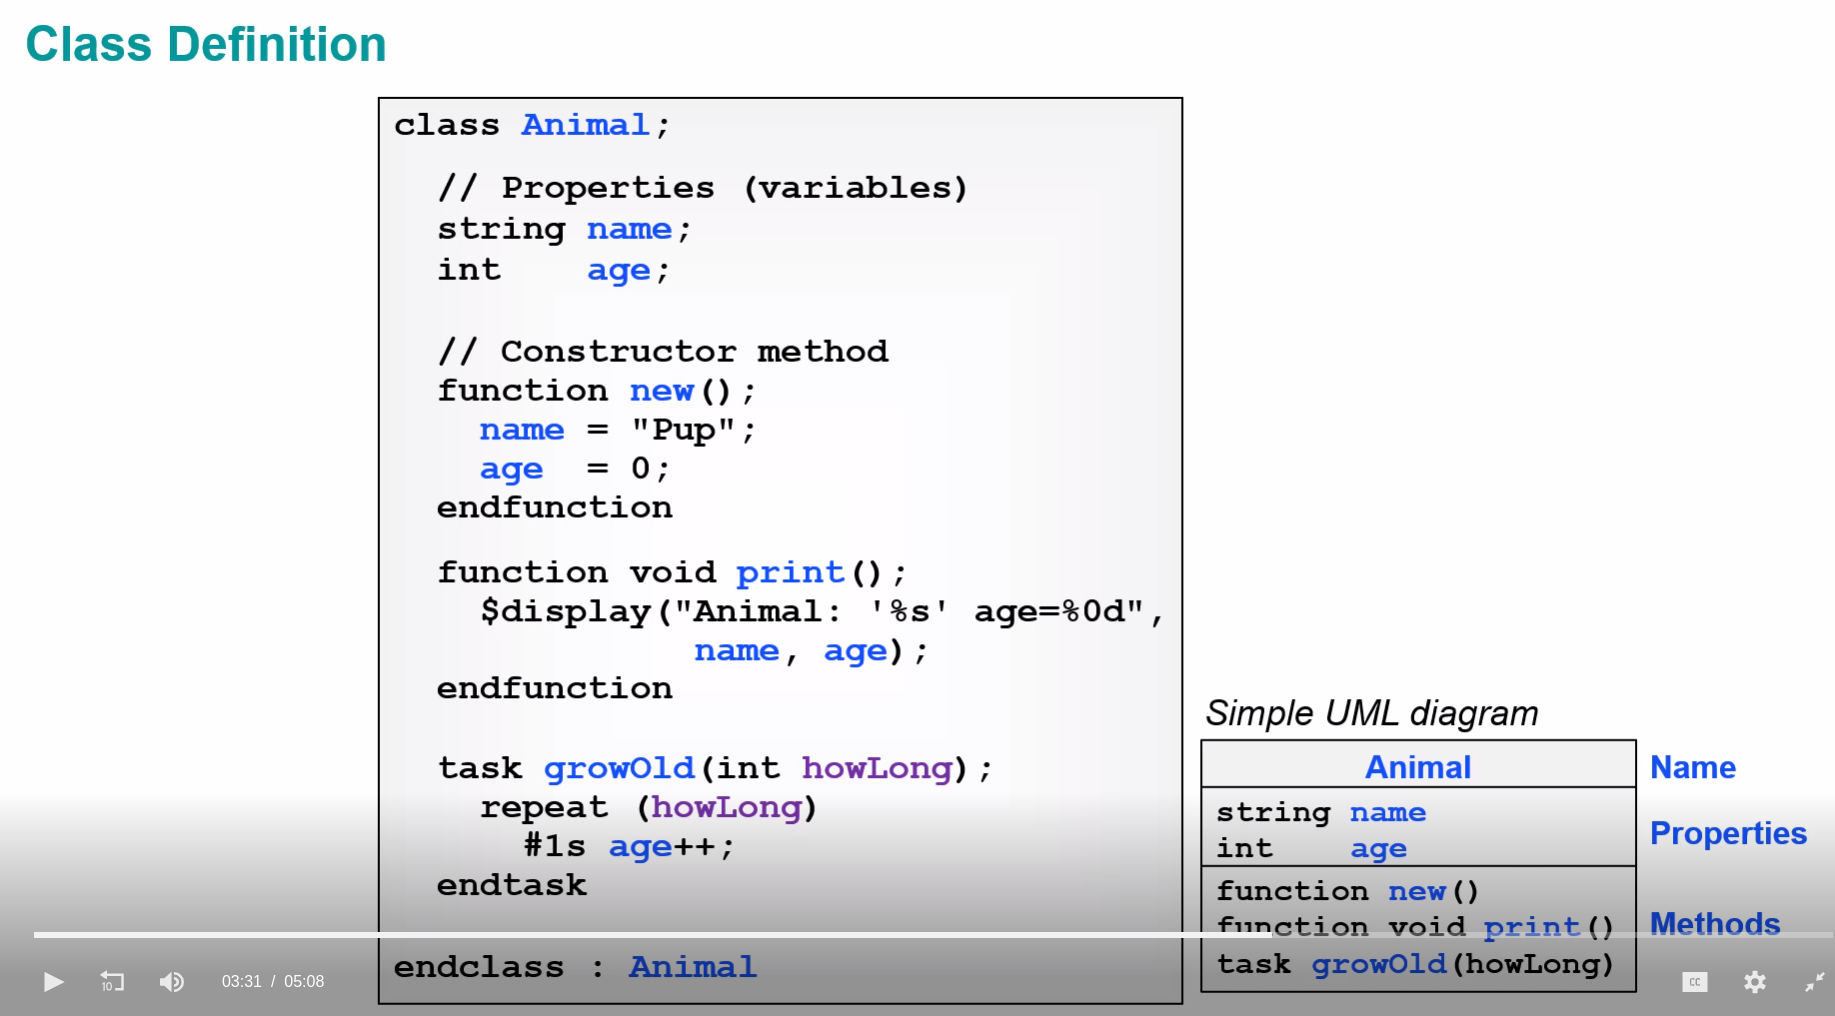 Class Definition
class Animal;
// Properties (variables)
string name;
int    age;
// Constructor method
function new();
name = "Pup";
age  = 0;
endfunction
function void print();
$display("Animal: '%s' age=%0d",
name, age);
endfunction
task growOld(int howLong);
repeat (howLong)
#1s age++;
endtask
endclass : Animal
Simple UML diagram
Animal
Name
string name
int    age
Properties
function new()
function void print()
task growOld(howLong)
Methods
10
03:31 / 05:08
CC